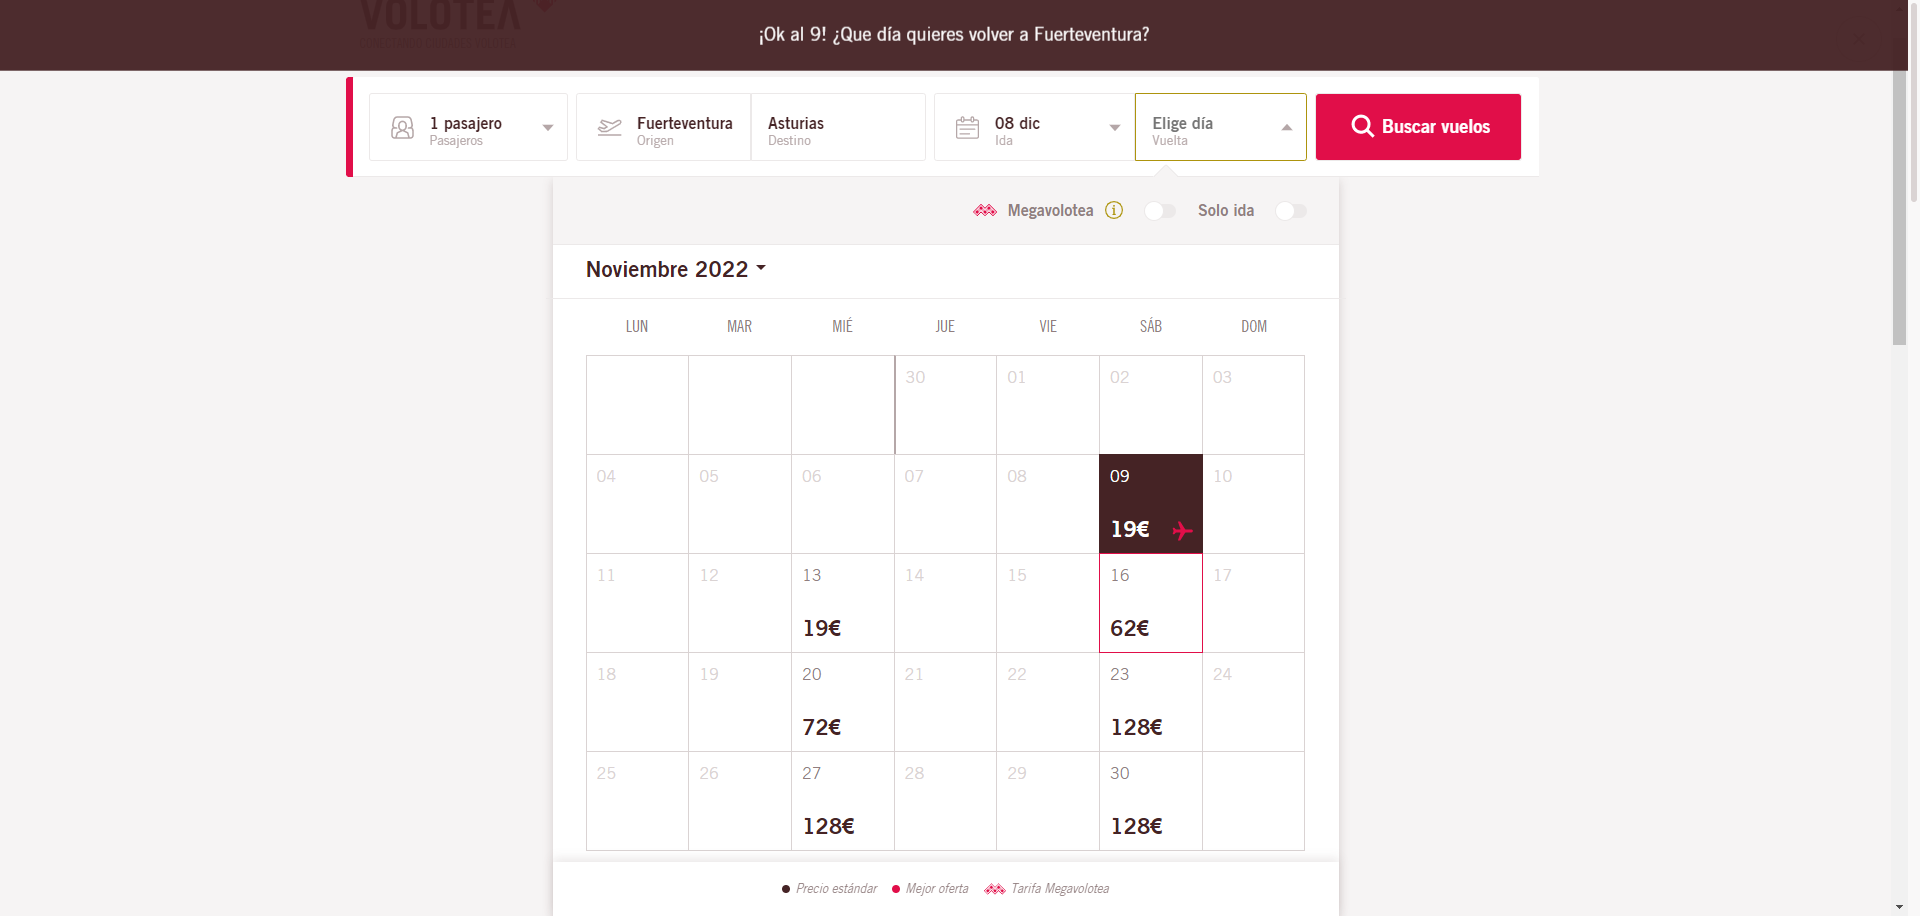 VOLOTEA
¡Ok al 9! ¿Que día quieres volver a Fuerteventura?
1 pasajero
Pasajeros
Fuerteventura
Origen
Asturias
Destino
08 dic
Ida
Elige día
Vuelta
Buscar vuelos
Megavolotea
Solo ida
Noviembre 2022
LUN MAR MIÉ JUE VIE SÁB DOM
30 01 02 03
04 05 06 07 08 09 10
19€
11 12 13 14 15 16 17
19€ 62€
18 19 20 21 22 23 24
72€ 128€
25 26 27 28 29 30
128€ 128€
Precio estándar Mejor oferta Tarifa Megavolotea